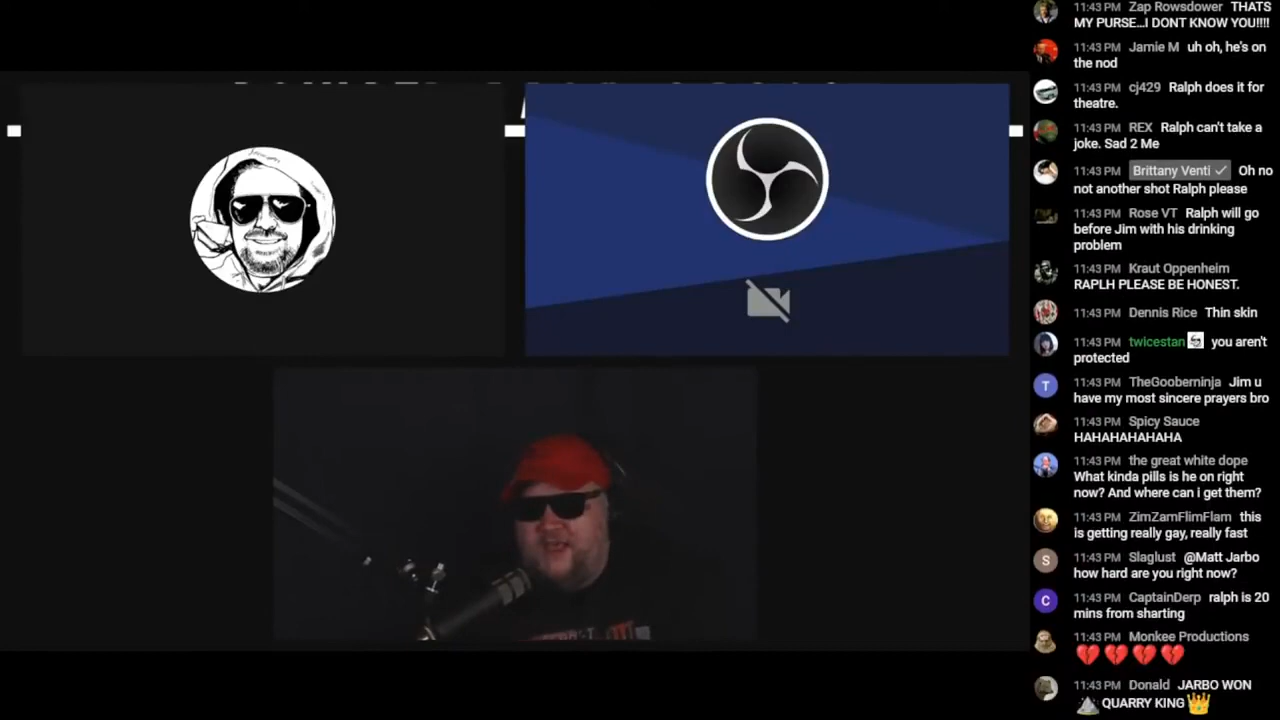 11:43 PM Zap Rowsdower THATS
MY PURSE...I DONT KNOW YOU!!!!
11:43 PM Jamie M uh oh, he's on
the nod
11:43 PM cj429 Ralph does it for
theatre.
11:43 PM REX Ralph can't take a
joke. Sad 2 Me
11:43 PM Brittany Venti ✓ Oh no
not another shot Ralph please
11:43 PM Rose VT Ralph will go
before Jim with his drinking
problem
11:43 PM Kraut Oppenheim
RAPLH PLEASE BE HONEST.
11:43 PM Dennis Rice Thin skin
11:43 PM twicestan you aren't
protected
T 11:43 PM TheGooberninja Jim u
have my most sincere prayers bro
11:43 PM Spicy Sauce
HAHAHAHAHAHA
11:43 PM the great white dope
What kinda pills is he on right
now? And where can i get them?
11:43 PM ZimZamFlimFlam this
is getting really gay, really fast
S 11:43 PM Slaglust @Matt Jarbo
how hard are you right now?
C 11:43 PM CaptainDerp ralph is 20
mins from sharting
11:43 PM Monkee Productions
💔 💔 💔 💔
11:43 PM Donald JARBO WON
⛰️ QUARRY KING 👑